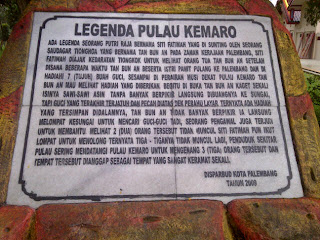 LEGENDA PULAU KEMARO
ADA LEGENDA SEORANG PUTRI RAJA BERNAMA SITI FATIMAH YANG DI SUNTING OLEH SEORANG
SAUDAGAR TIONGHOA YANG BERNAMA TAN BUN AN PADA ZAMAN KERAJAAN PALEMBANG, SITI
FATIMAH DIAJAK KEDARATAN TIONGKOK UNTUK MELIHAT ORANG TUA TAN BUN AN SETELAH
DISANA BEBERAPA WAKTU TAN BUN AN BESERTA ISTRI PAMIT PULANG KE PALEMBANG DAN DI
HADIAHI 7 (TUJUH) BUAH GUCI, SESAMPAI DI PERAIRAN MUSI DEKAT PULAU KEMARO TAN
BUN AN MAU MELIHAT HADIAH YANG DIBERIKAN. BEGITU DI BUKA TAN BUN AN KAGET SEKALI
ISINYA SAWI-SAWI ASIN TANPA BANYAK BERPIKIR LANGSUNG DIBUANGNYA KE SUNGAI,
TAPI GUCI YANG TERAKHIR TERJATUH DAN PECAH DIATAS DEK PERAHU LAYAR. TERNYATA ADA HADIAH
YANG TERSIMPAN DIDALAMNYA, TAN BUN AN TIDAK BANYAK BERPIKIR IA LANGSUNG
MELOMPAT KESUNGAI UNTUK MENCARI GUCI-GUCI TADI, SEORANG PENGAWAL JUGA TERJUN
UNTUK MEMBANTU MELIHAT 2 (DUA) ORANG TERSEBUT TIDAK MUNCUL. SITI FATIMAH PUN IKUT
LOMPAT UNTUK MENOLONG TERNYATA TIGA - TIGANYA TIDAK MUNCUL LAGI, PENDUDUK SEKITAR
PULAU SERING MENDATANGI PULAU KEMARO UNTUK MENGENANG 3 (TIGA) ORANG TERSEBUT DAN
TEMPAT TERSEBUT DIANGGAP SEBAGAI TEMPAT YANG SANGAT KERAMAT SEKALI.
DISPARBUD KOTA PALEMBANG
TAHUN